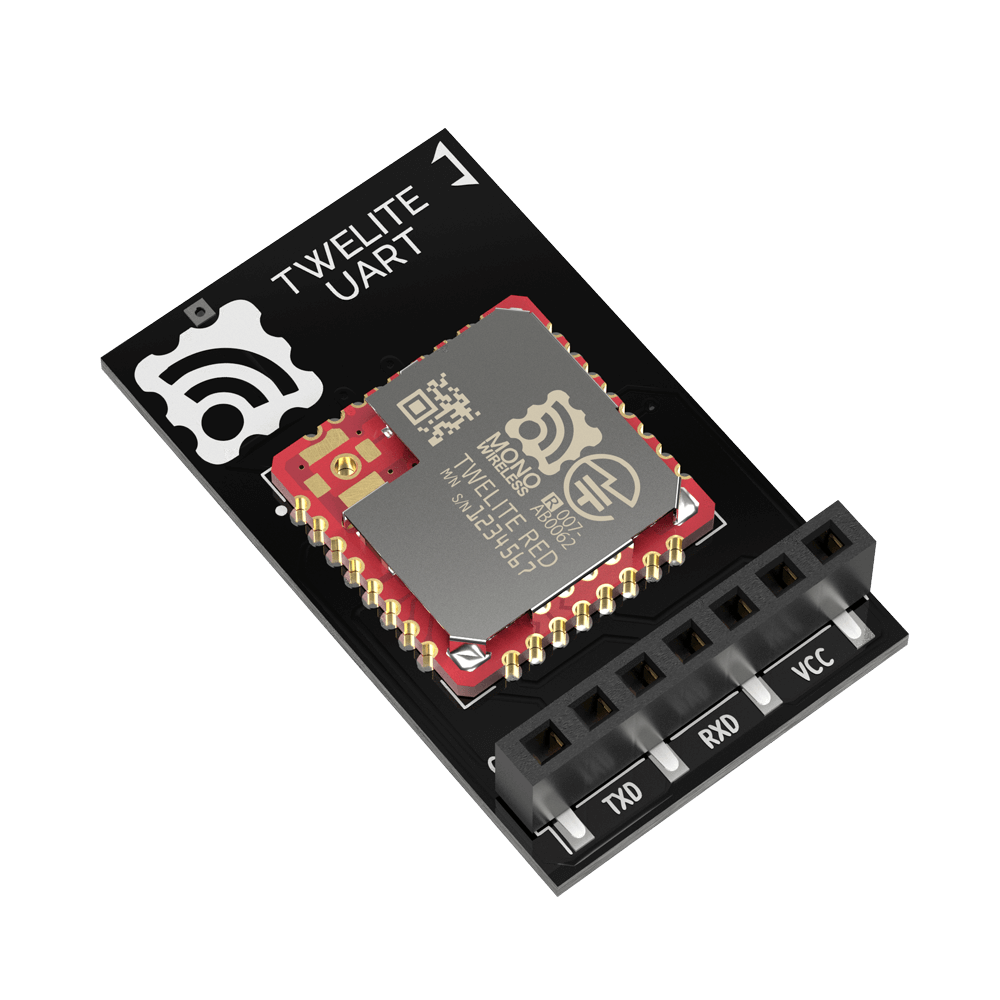 TWELITE
UART
MONO
WIRELESS
TWELITE RED
M/N S/N 1234567
R 007-
AB0062
TXD
RXD
VCC